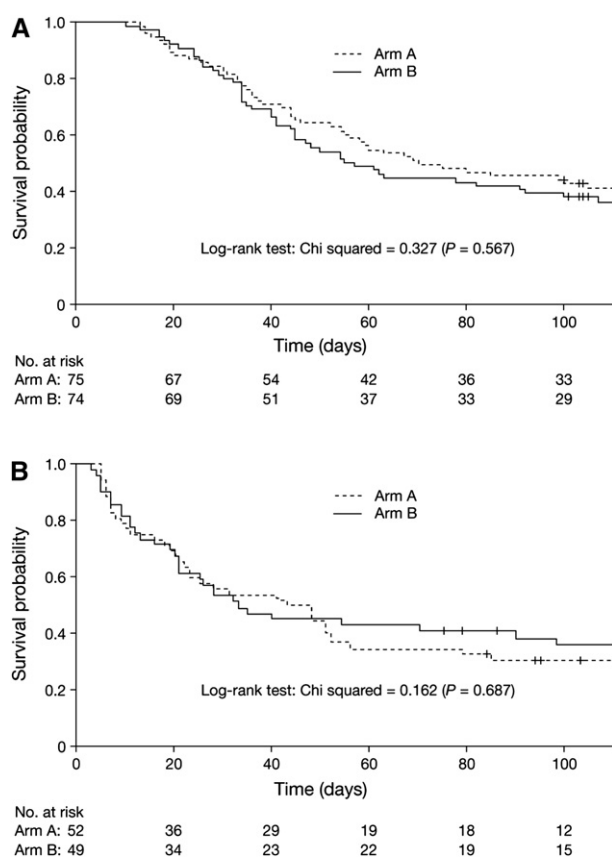 A
1.0
0.8
0.6
0.4
0.2
0
Survival probability
Arm A
Arm B
Log-rank test: Chi squared = 0.327 (P = 0.567)
0 20 40 60 80 100
Time (days)
No. at risk
Arm A: 75 67 54 42 36 33
Arm B: 74 69 51 37 33 29
B
1.0
0.8
0.6
0.4
0.2
0
Survival probability
Arm A
Arm B
Log-rank test: Chi squared = 0.162 (P = 0.687)
0 20 40 60 80 100
Time (days)
No. at risk
Arm A: 52 36 29 19 18 12
Arm B: 49 34 23 22 19 15